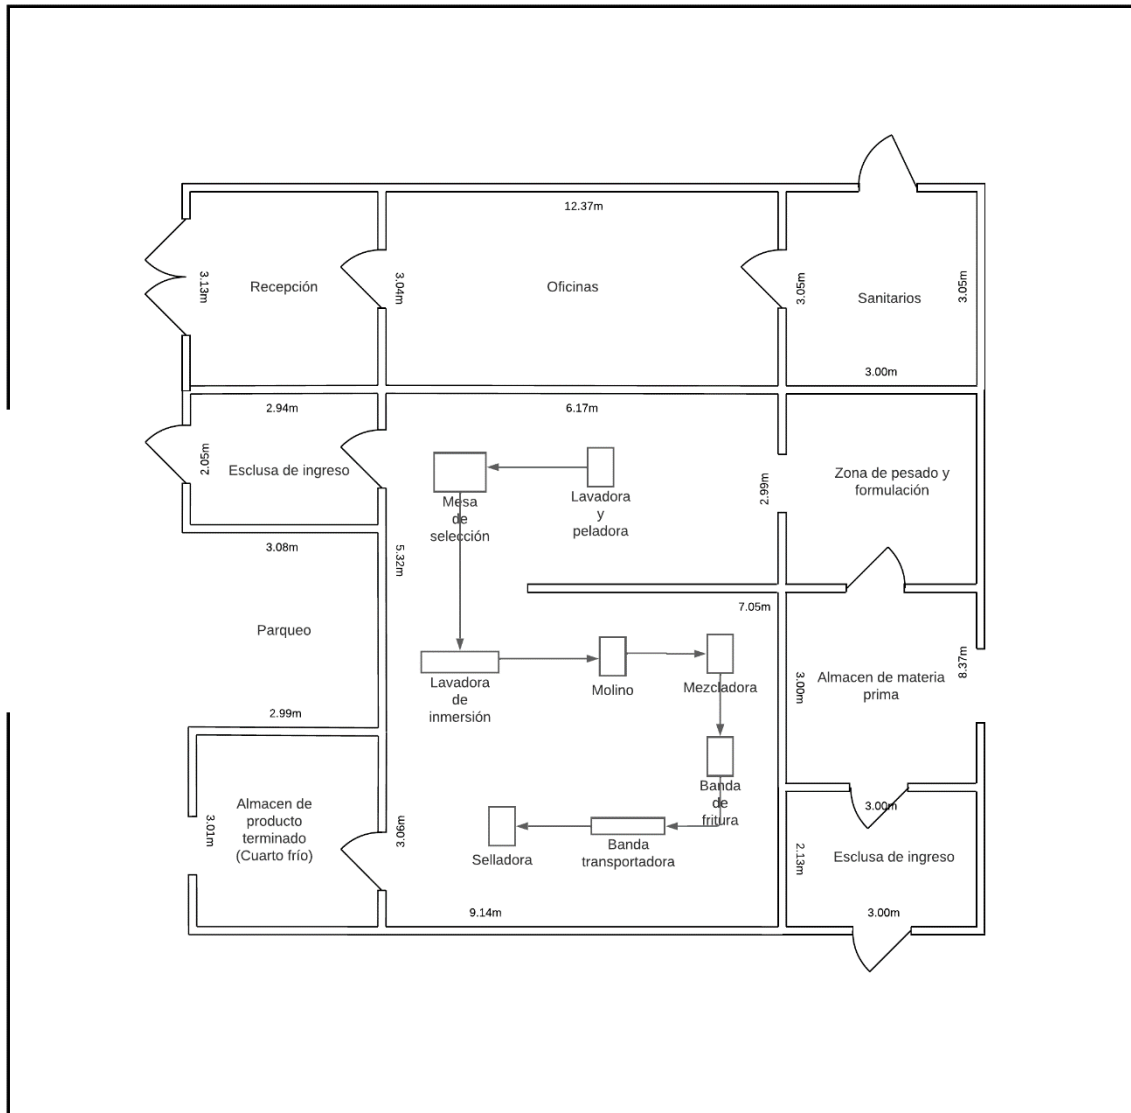 12.37m
3.13m
Recepción
3.04m
Oficinas
3.05m
Sanitarios
3.05m
3.00m
2.94m
6.17m
2.05m
Esclusa de ingreso
Mesa
de
selección
Lavadora
y
peladora
2.99m
Zona de pesado y
formulación
3.08m
5.32m
Parqueo
2.99m
7.05m
Lavadora
de
inmersión
Molino
Mezcladora
3.00m
Almacen de materia
prima
8.37m
Banda
de
fritura
3.00m
Almacen de
producto
terminado
(Cuarto frío)
3.01m
3.06m
Selladora
Banda
transportadora
2.13m
Esclusa de ingreso
9.14m
3.00m